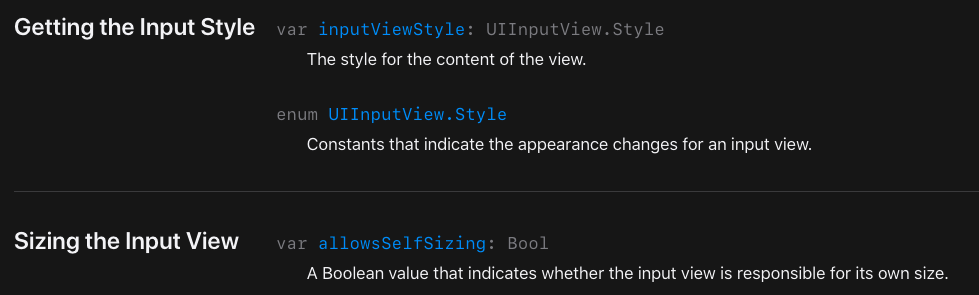 Getting the Input Style
var inputViewStyle: UIInputView.Style
The style for the content of the view.
enum UIInputView.Style
Constants that indicate the appearance changes for an input view.
Sizing the Input View
var allowsSelfSizing: Bool
A Boolean value that indicates whether the input view is responsible for its own size.